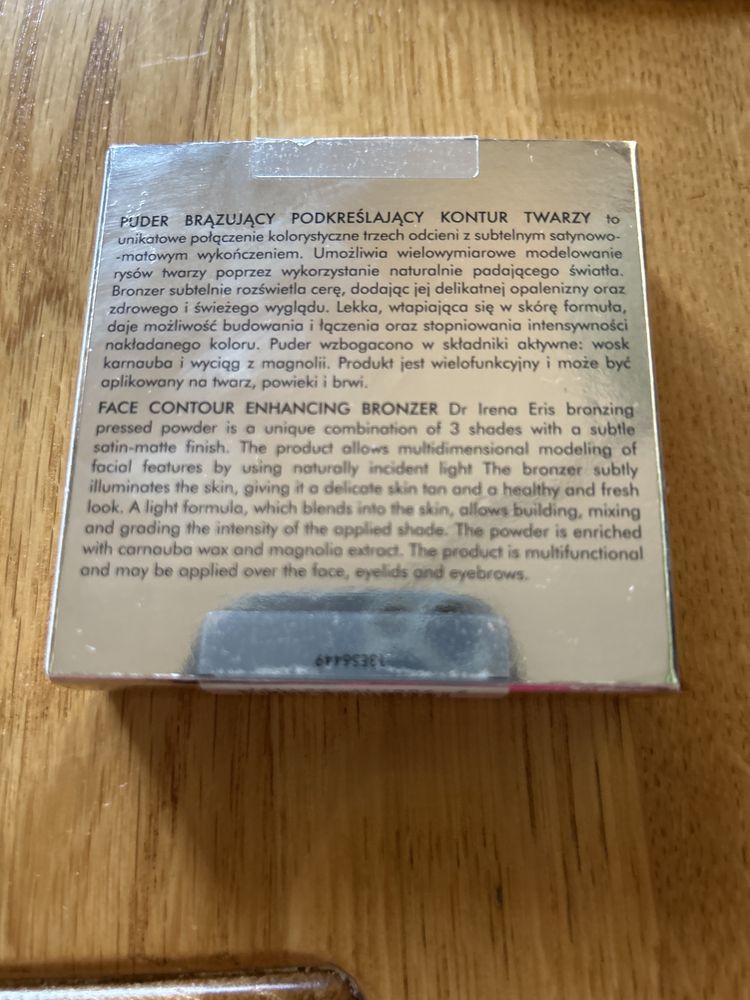 PUDER BRĄZUJĄCY PODKREŚLAJĄCY KONTUR TWARZY to
unikatowe połączenie kolorystyczne trzech odcieni z subtelnym satynowo-
-matowym wykończeniem. Umożliwia wielowymiarowe modelowanie
rysów twarzy poprzez wykorzystanie naturalnie padającego światła.
Bronzer subtelnie rozświetla cerę, dodając jej delikatnej opalenizny oraz
zdrowego i świeżego wyglądu. Lekka, wtapiająca się w skórę formuła,
daje możliwość budowania i łączenia oraz stopniowania intensywności
nakładanego koloru. Puder wzbogacono w składniki aktywne: wosk
karnauba i wyciąg z magnolii. Produkt jest wielofunkcyjny i może być
aplikowany na twarz, powieki i brwi.
FACE CONTOUR ENHANCING BRONZER Dr Irena Eris bronzing
pressed powder is a unique combination of 3 shades with a subtle
satin-matte finish. The product allows multidimensional modeling of
facial features by using naturally incident light The bronzer subtly
illuminates the skin, giving it a delicate skin tan and a healthy and fresh
look. A light formula, which blends into the skin, allows building, mixing
and grading the intensity of the applied shade. The powder is enriched
with carnauba wax and magnolia extract. The product is multifunctional
and may be applied over the face, eyelids and eyebrows.